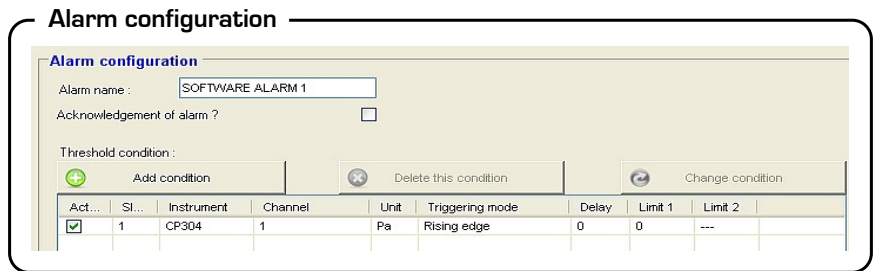 Alarm configuration
Alarm configuration
Alarm name : SOFTWARE ALARM 1
Acknowledgement of alarm ?
Threshold condition :
Add condition Delete this condition Change condition
Act... Sl... Instrument Channel Unit Triggering mode Delay Limit 1 Limit 2
1 CP304 1 Pa Rising edge 0 0 ---